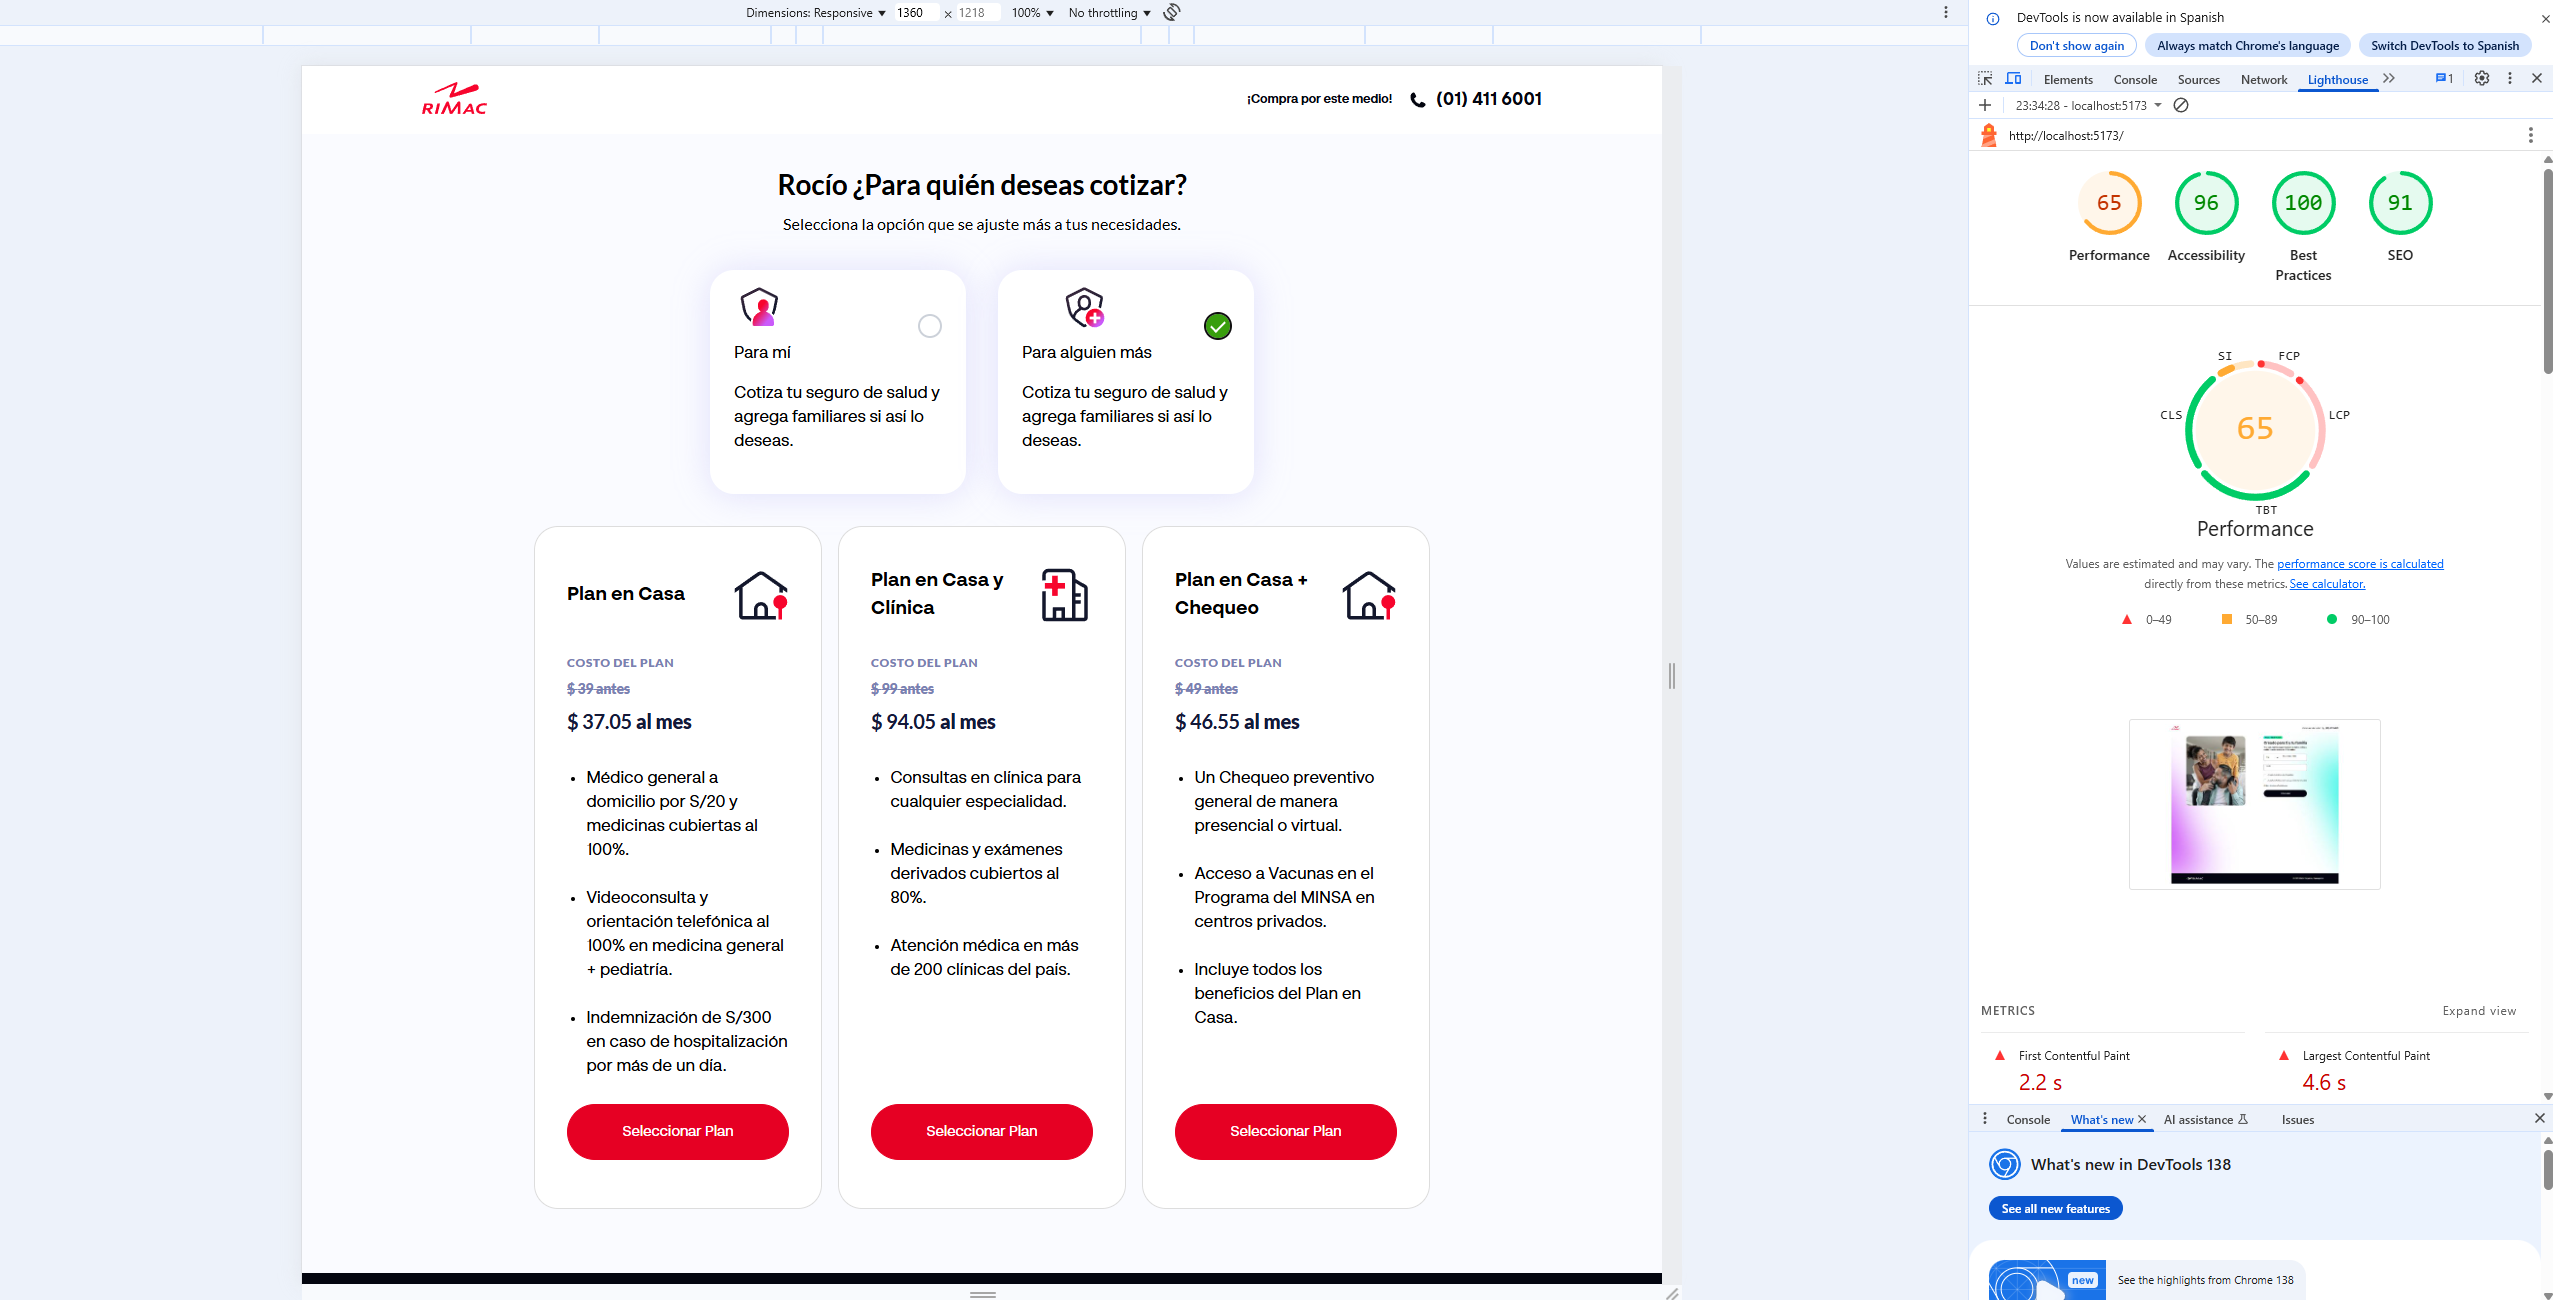 Dimensions: Responsive
1360 × 1218
100%
No throttling
RIMAC
¡Compra por este medio!
(01) 411 6001
Rocío ¿Para quién deseas cotizar?
Selecciona la opción que se ajuste más a tus necesidades.
Para mí
Cotiza tu seguro de salud y
agrega familiares si así lo
deseas.
Para alguien más
Cotiza tu seguro de salud y
agrega familiares si así lo
deseas.
Plan en Casa
COSTO DEL PLAN
$ 39 antes
$ 37.05 al mes
Médico general a
domicilio por S/20 y
medicinas cubiertas al
100%.
Videoconsulta y
orientación telefónica al
100% en medicina general
+ pediatría.
Indemnización de S/300
en caso de hospitalización
por más de un día.
Seleccionar Plan
Plan en Casa y
Clínica
COSTO DEL PLAN
$ 99 antes
$ 94.05 al mes
Consultas en clínica para
cualquier especialidad.
Medicinas y exámenes
derivados cubiertos al
80%.
Atención médica en más
de 200 clínicas del país.
Seleccionar Plan
Plan en Casa +
Chequeo
COSTO DEL PLAN
$ 49 antes
$ 46.55 al mes
Un Chequeo preventivo
general de manera
presencial o virtual.
Acceso a Vacunas en el
Programa del MINSA en
centros privados.
Incluye todos los
beneficios del Plan en
Casa.
Seleccionar Plan
DevTools is now available in Spanish
Don't show again
Always match Chrome's language
Switch DevTools to Spanish
Elements
Console
Sources
Network
Lighthouse
1
23:34:28 - localhost:5173
http://localhost:5173/
65
Performance
96
Accessibility
100
Best
Practices
91
SEO
SI
FCP
CLS
LCP
65
TBT
Performance
Values are estimated and may vary. The performance score is calculated
directly from these metrics. See calculator.
0–49
50–89
90–100
METRICS
Expand view
First Contentful Paint
2.2 s
Largest Contentful Paint
4.6 s
Console
What's new
AI assistance
Issues
What's new in DevTools 138
See all new features
new
See the highlights from Chrome 138